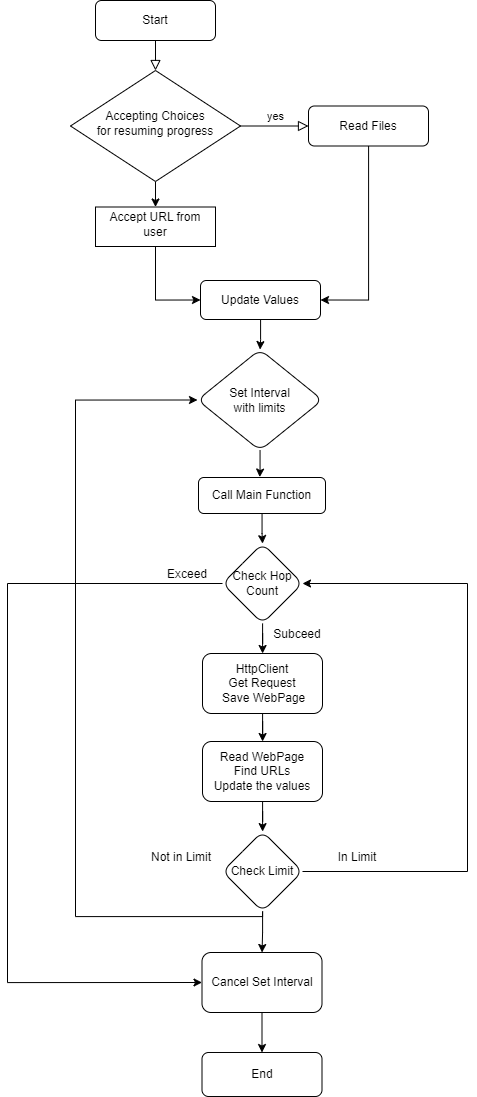 Start
Accepting Choices
for resuming progress
yes
Read Files
Accept URL from
user
Update Values
Set Interval
with limits
Call Main Function
Exceed
Check Hop
Count
Subceed
HttpClient
Get Request
Save WebPage
Read WebPage
Find URLs
Update the values
Not in Limit
In Limit
Check Limit
Cancel Set Interval
End